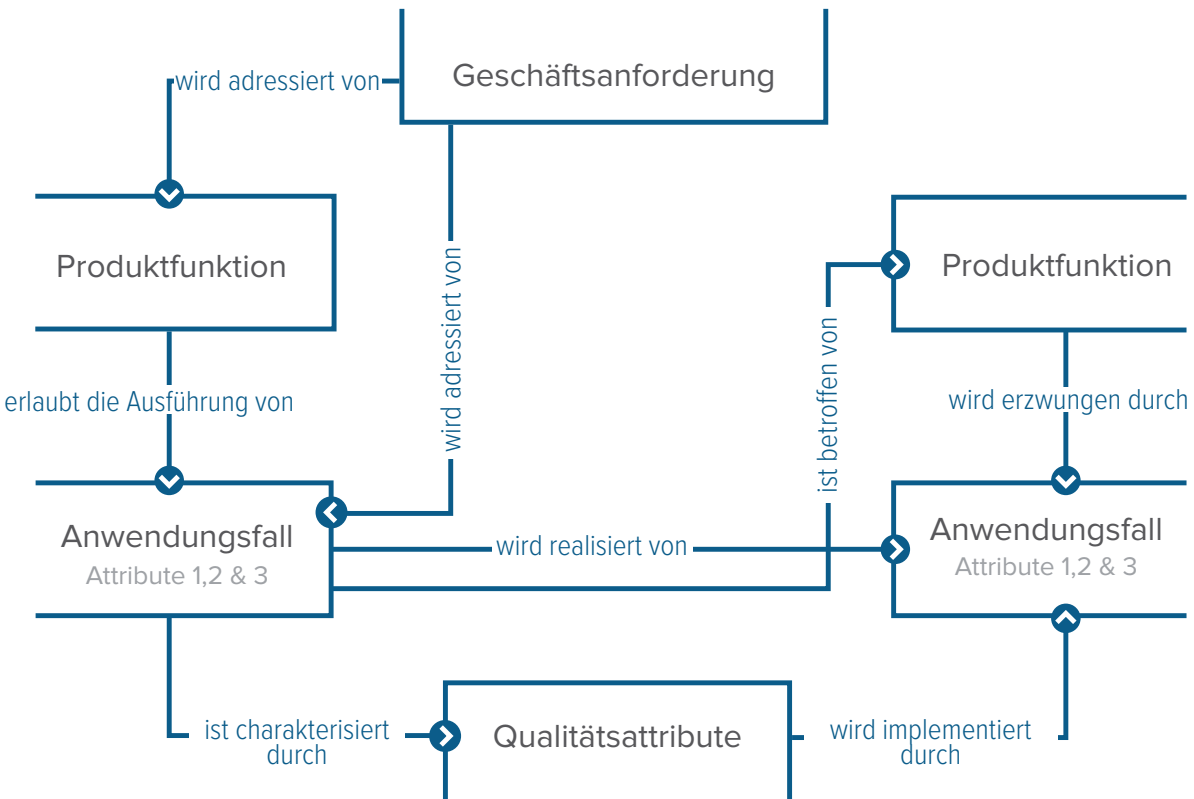 Geschäftsanforderung
wird adressiert von
Produktfunktion
Produktfunktion
wird adressiert von
ist betroffen von
erlaubt die Ausführung von
wird erzwungen durch
Anwendungsfall
Attribute 1,2 & 3
wird realisiert von
Anwendungsfall
Attribute 1,2 & 3
ist charakterisiert
durch
Qualitätsattribute
wird implementiert
durch